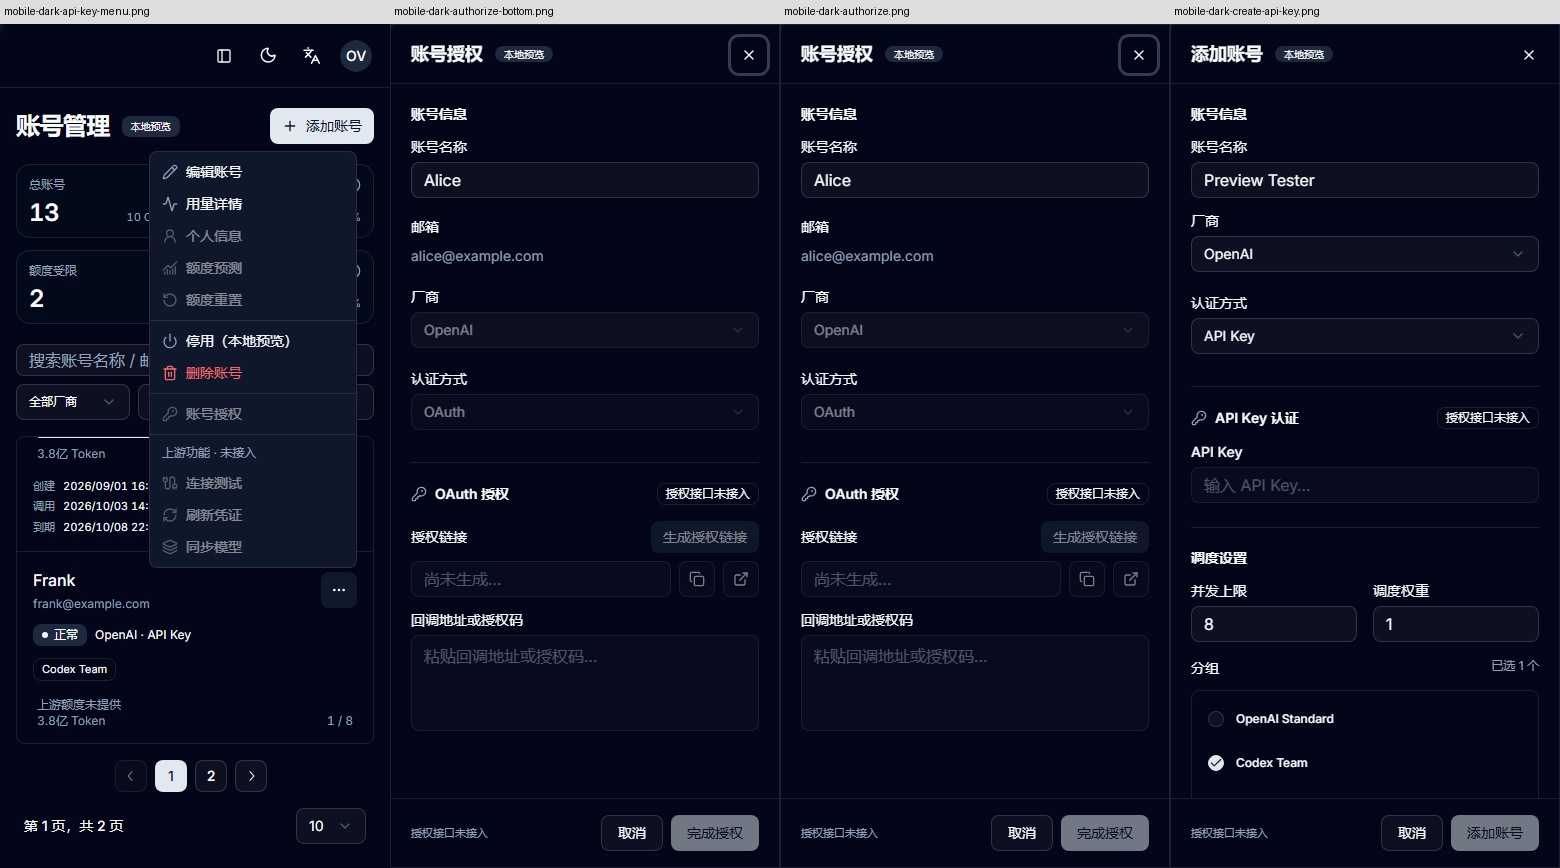 mobile-dark-api-key-menu.png
OV
账号管理 本地预览
+ 添加账号
总账号
13
额度受限
2
搜索账号名称 / 邮
全部厂商
编辑账号
用量详情
个人信息
额度预测
额度重置
停用（本地预览）
删除账号
账号授权
上游功能 · 未接入
连接测试
刷新凭证
同步模型
3.8亿 Token
创建 2026/09/01 16:
调用 2026/10/03 14:
到期 2026/10/08 22:
Frank
frank@example.com
...
正常 OpenAI · API Key
Codex Team
上游额度未提供
3.8亿 Token 1 / 8
1 2
第 1 页，共 2 页 10
mobile-dark-authorize-bottom.png
账号授权 本地预览
账号信息
账号名称
Alice
邮箱
alice@example.com
厂商
OpenAI
认证方式
OAuth
OAuth 授权 授权接口未接入
授权链接 生成授权链接
尚未生成...
回调地址或授权码
粘贴回调地址或授权码...
授权接口未接入 取消 完成授权
mobile-dark-authorize.png
账号授权 本地预览
账号信息
账号名称
Alice
邮箱
alice@example.com
厂商
OpenAI
认证方式
OAuth
OAuth 授权 授权接口未接入
授权链接 生成授权链接
尚未生成...
回调地址或授权码
粘贴回调地址或授权码...
授权接口未接入 取消 完成授权
mobile-dark-create-api-key.png
添加账号 本地预览
账号信息
账号名称
Preview Tester
厂商
OpenAI
认证方式
API Key
API Key 认证 授权接口未接入
API Key
输入 API Key...
调度设置
并发上限 调度权重
8 1
分组 已选 1 个
OpenAI Standard
Codex Team
授权接口未接入 取消 添加账号